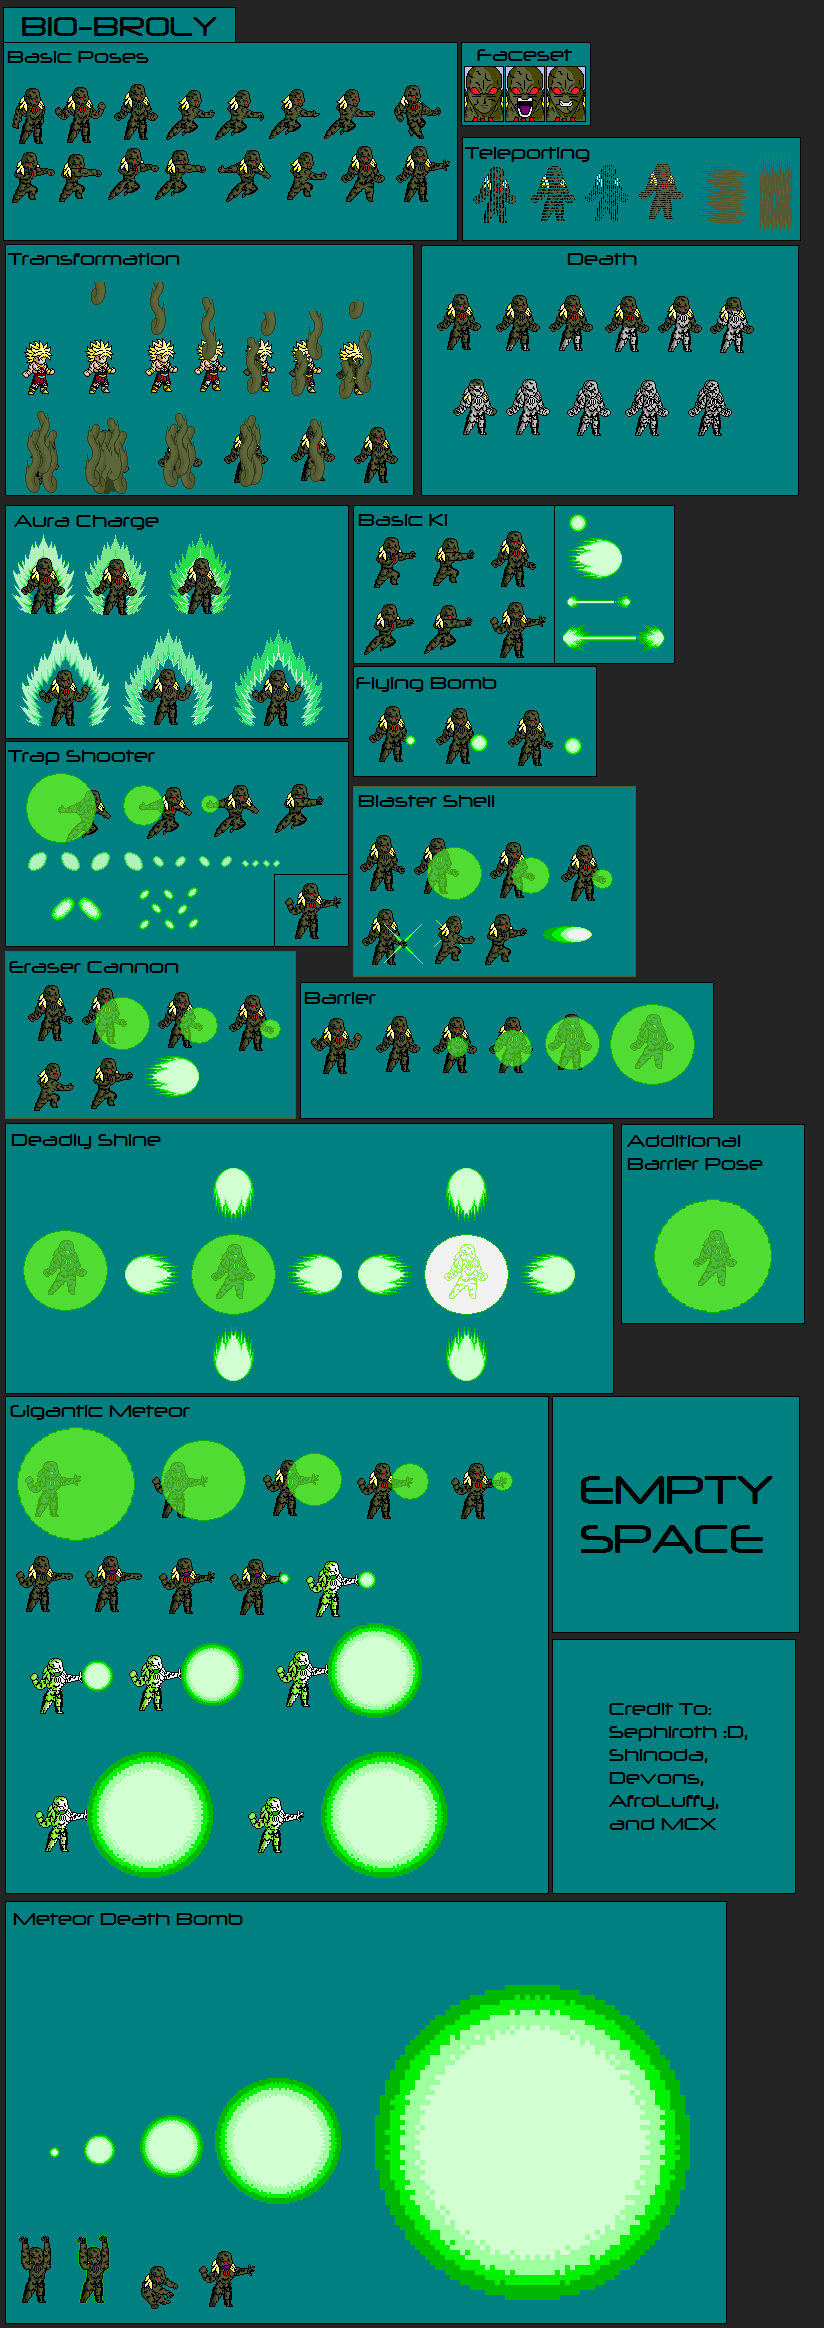 BIO-BROLY
Basic Poses
Faceset
Teleporting
Transformation
Death
Aura Charge
Basic Ki
Flying Bomb
Trap Shooter
Blaster Shell
Eraser Cannon
Barrier
Deadly Shine
Additional
Barrier Pose
Gigantic Meteor
EMPTY
SPACE
Credit To:
Sephiroth :D,
Shinoda,
Devons,
AfroLuffy,
and MCX
Meteor Death Bomb